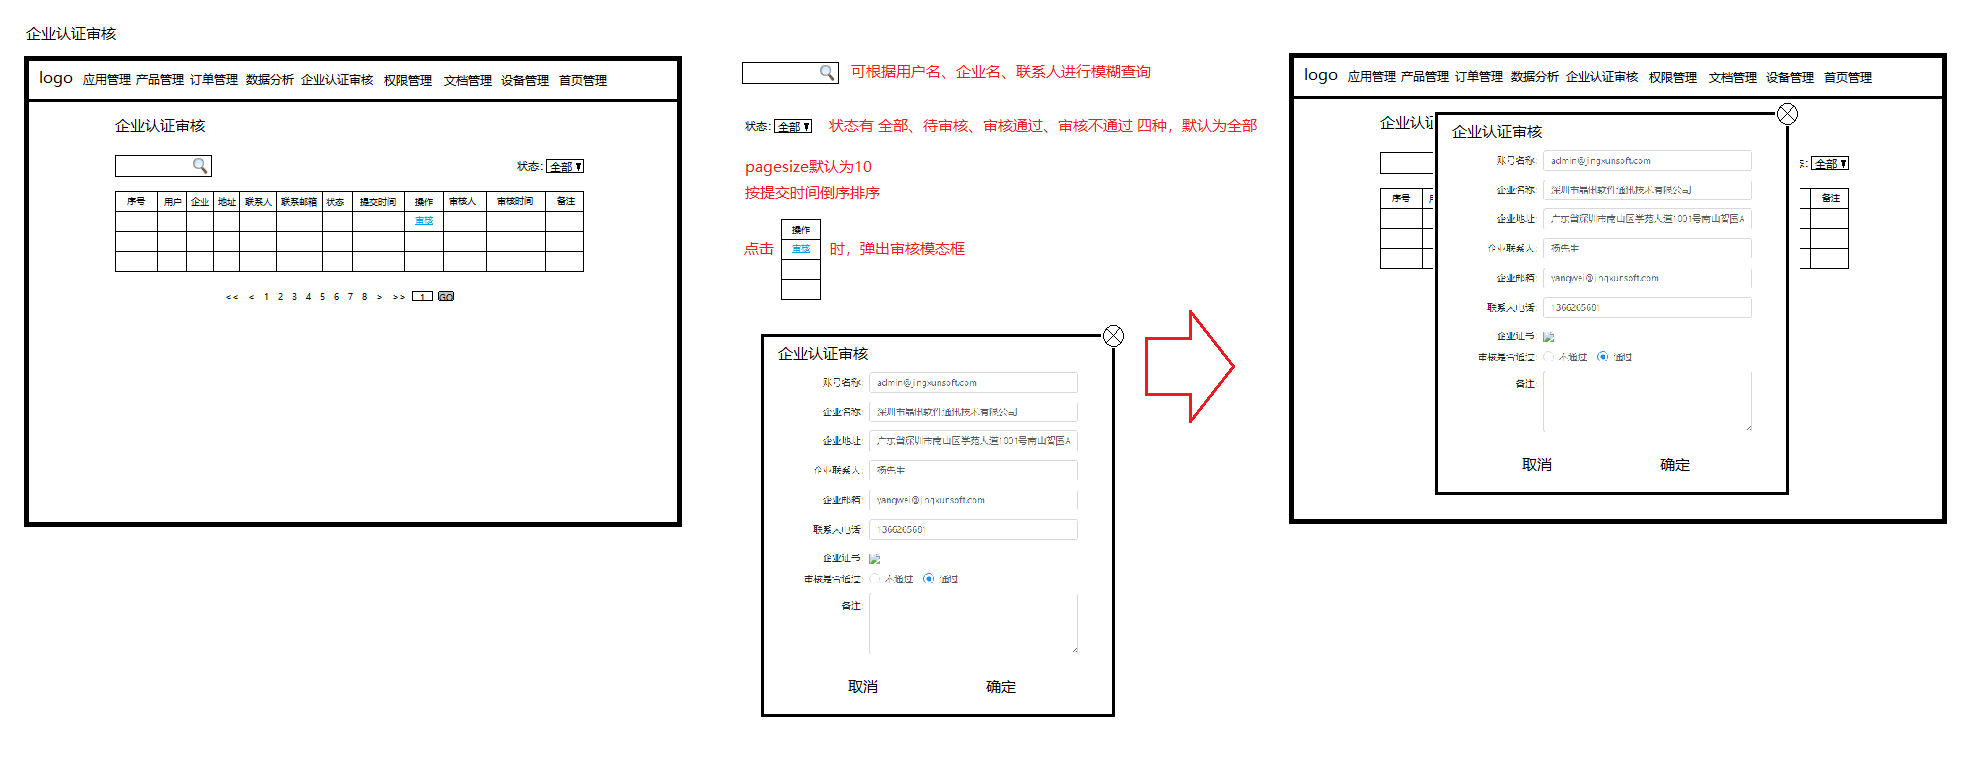 企业认证审核
logo 应用管理 产品管理 订单管理 数据分析 企业认证审核 权限管理 文档管理 设备管理 首页管理
企业认证审核
状态: 全部
序号 用户 企业 地址 联系人 联系邮箱 状态 提交时间 操作 审核人 审核时间 备注
审核
<< < 1 2 3 4 5 6 7 8 > >> 1 GO
可根据用户名、企业名、联系人进行模糊查询
状态: 全部 状态有 全部、待审核、审核通过、审核不通过 四种，默认为全部
pagesize默认为10
按提交时间倒序排序
操作
点击 审核 时，弹出审核模态框
企业认证审核
账号名称: admin@jingxunsoft.com
企业名称: 深圳市晶讯软件通讯技术有限公司
企业地址: 广东省深圳市南山区学苑大道1001号南山智园A
企业联系人: 杨先生
企业邮箱: yangwei@jingxunsoft.com
联系人电话: 1366265681
企业证书:
审核是否通过: 不通过 通过
备注:
取消 确定
logo 应用管理 产品管理 订单管理 数据分析 企业认证审核 权限管理 文档管理 设备管理 首页管理
企业认
全部
序号 备注
企业认证审核
账号名称: admin@jingxunsoft.com
企业名称: 深圳市晶讯软件通讯技术有限公司
企业地址: 广东省深圳市南山区学苑大道1001号南山智园A
企业联系人: 杨先生
企业邮箱: yangwei@jingxunsoft.com
联系人电话: 1366265681
企业证书:
审核是否通过: 不通过 通过
备注:
取消 确定